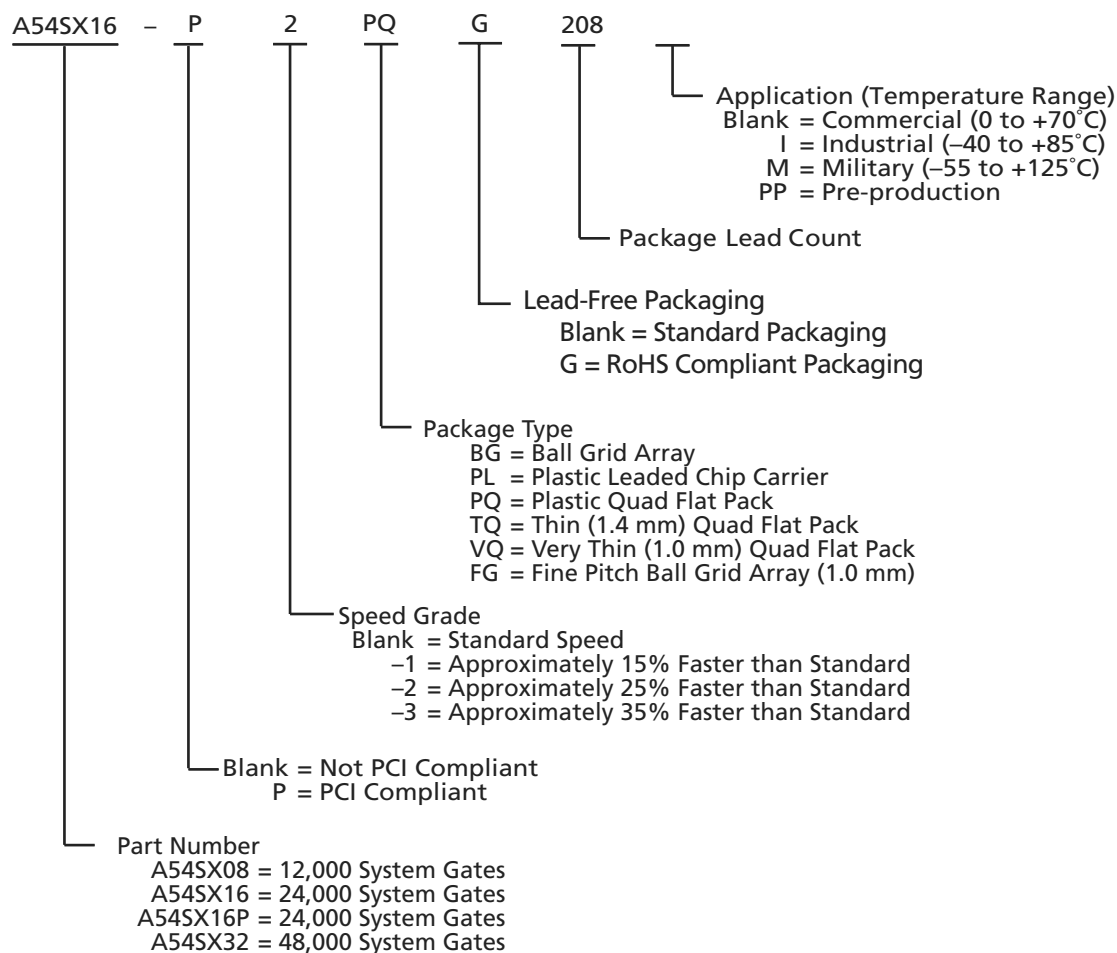 A54SX16 – P 2 PQ G 208
Application (Temperature Range)
Blank = Commercial (0 to +70˚C)
I = Industrial (–40 to +85˚C)
M = Military (–55 to +125˚C)
PP = Pre-production
Package Lead Count
Lead-Free Packaging
Blank = Standard Packaging
G = RoHS Compliant Packaging
Package Type
BG = Ball Grid Array
PL = Plastic Leaded Chip Carrier
PQ = Plastic Quad Flat Pack
TQ = Thin (1.4 mm) Quad Flat Pack
VQ = Very Thin (1.0 mm) Quad Flat Pack
FG = Fine Pitch Ball Grid Array (1.0 mm)
Speed Grade
Blank = Standard Speed
–1 = Approximately 15% Faster than Standard
–2 = Approximately 25% Faster than Standard
–3 = Approximately 35% Faster than Standard
Blank = Not PCI Compliant
P = PCI Compliant
Part Number
A54SX08 = 12,000 System Gates
A54SX16 = 24,000 System Gates
A54SX16P = 24,000 System Gates
A54SX32 = 48,000 System Gates